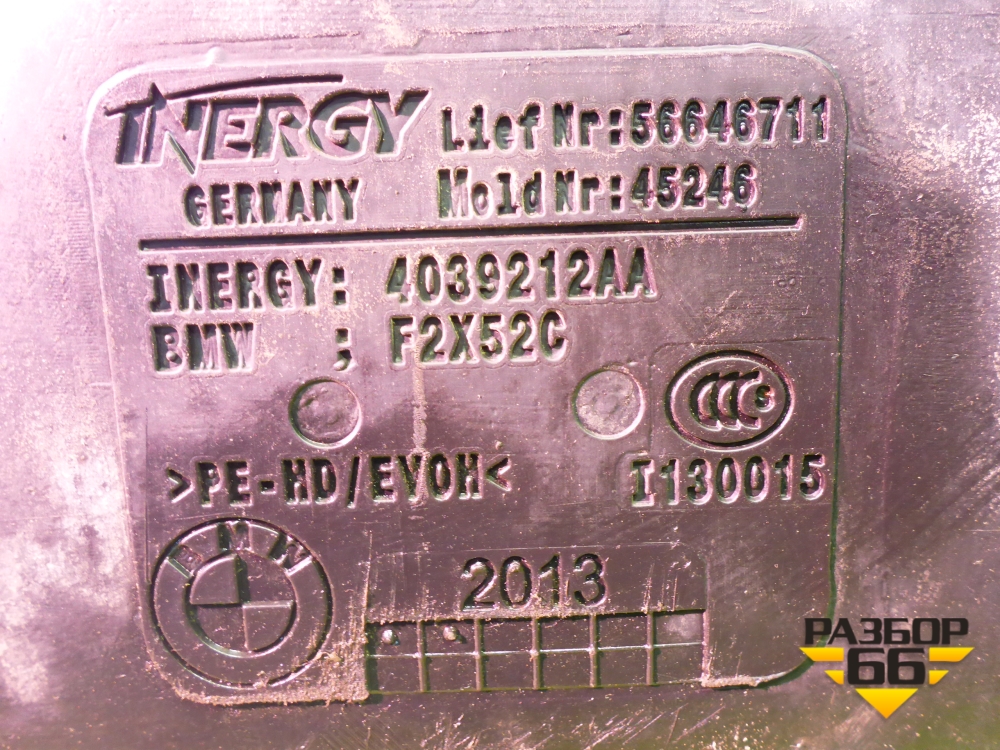 INERGY Lief Nr:56646711
GERMANY Mold Nr:45246
INERGY: 4039212AA
BMW ; F2X52C
CCC S
>PE-HD/EVOH< I130015
BMW
2013
РАЗБОР
66